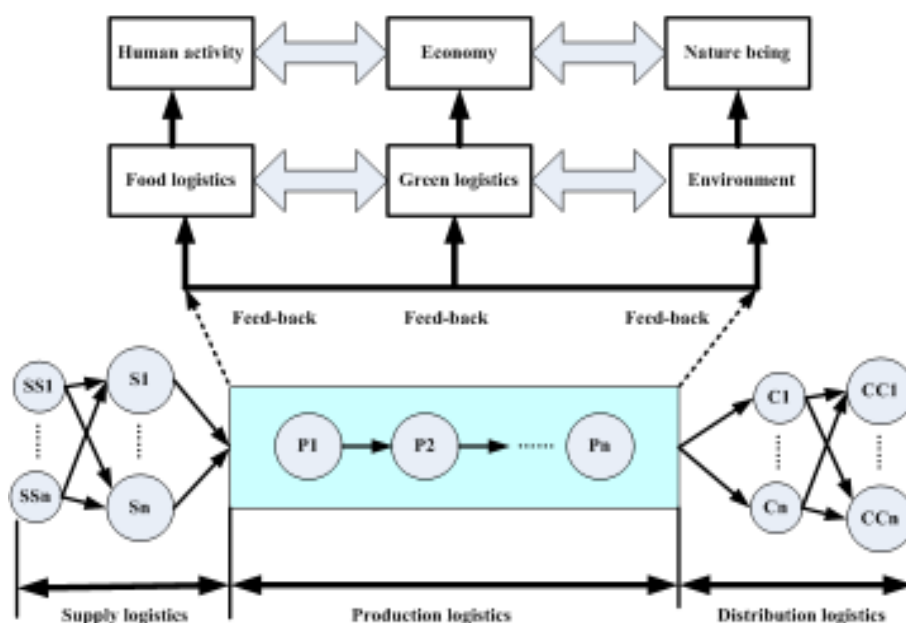 Human activity
Economy
Nature being
Food logistics
Green logistics
Environment
Feed-back
Feed-back
Feed-back
SS1
S1
C1
CC1
P1
P2
......
Pn
SSn
Sn
Cn
CCn
Supply logistics
Production logistics
Distribution logistics